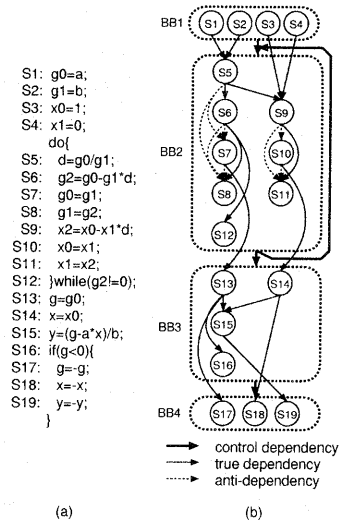 S1: g0=a;
S2: g1=b;
S3: x0=1;
S4: x1=0;
do{
S5: d=g0/g1;
S6: g2=g0-g1*d;
S7: g0=g1;
S8: g1=g2;
S9: x2=x0-x1*d;
S10: x0=x1;
S11: x1=x2;
S12: }while(g2!=0);
S13: g=g0;
S14: x=x0;
S15: y=(g-a*x)/b;
S16: if(g<0){
S17: g=-g;
S18: x=-x;
S19: y=-y;
}
(a)
BB1
S1 S2 S3 S4
S5
S6 S9
BB2
S7 S10
S8 S11
S12
S13 S14
BB3
S15
S16
BB4
S17 S18 S19
control dependency
true dependency
anti-dependency
(b)